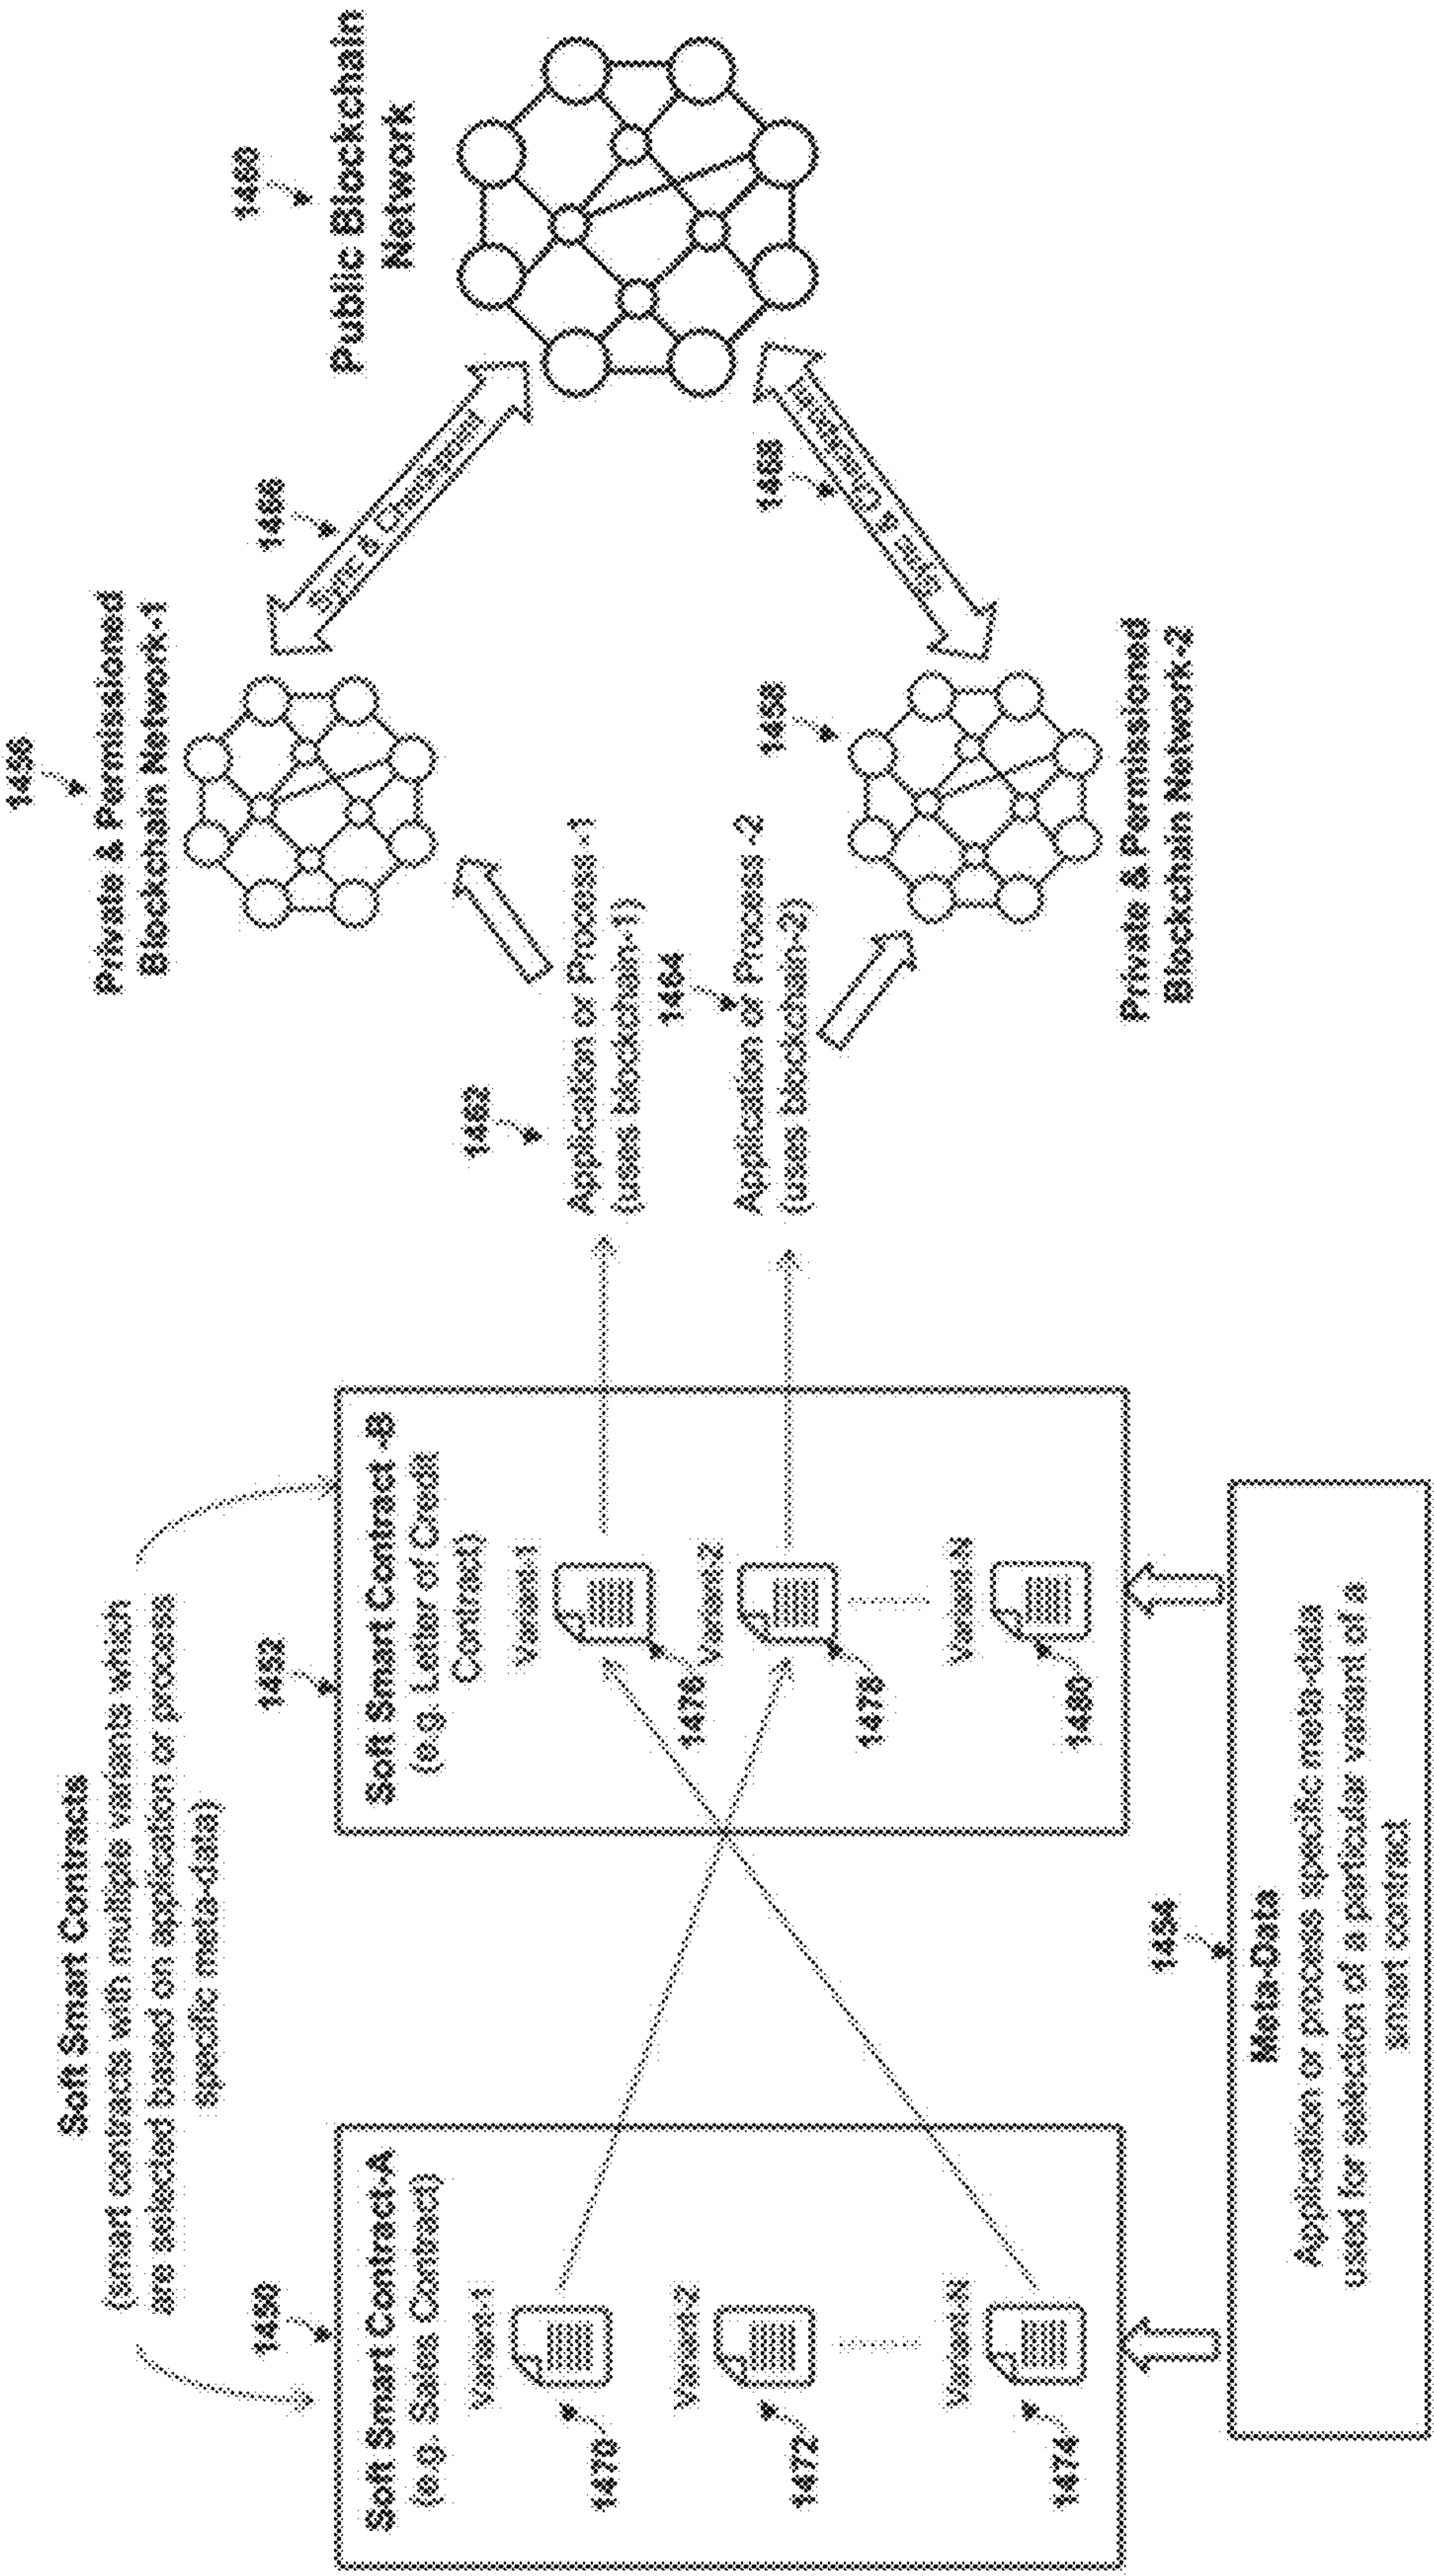 Soft Smart Contracts
(smart contracts with multiple variants which
are selected based on application or process
specific meta-data)
1450
Soft Smart Contract-A
(e.g. Sales Contract)
Variant-1
1470
Variant-2
1472
Variant-N
1474
1452
Soft Smart Contract -B
(e.g. Letter of Credit
Contract)
Variant-1
1476
Variant-2
1478
Variant-N
1480
1454
Meta-Data
Application or process specific meta-data
used for selection of a particular variant of a
smart contract
1462
Application or Process -1
(uses blockchain-1)
1464
Application or Process -2
(uses blockchain-2)
1456
Private & Permissioned
Blockchain Network-1
1458
Private & Permissioned
Blockchain Network-2
1466
Sync & Checkpoint
1468
Sync & Checkpoint
1460
Public Blockchain
Network